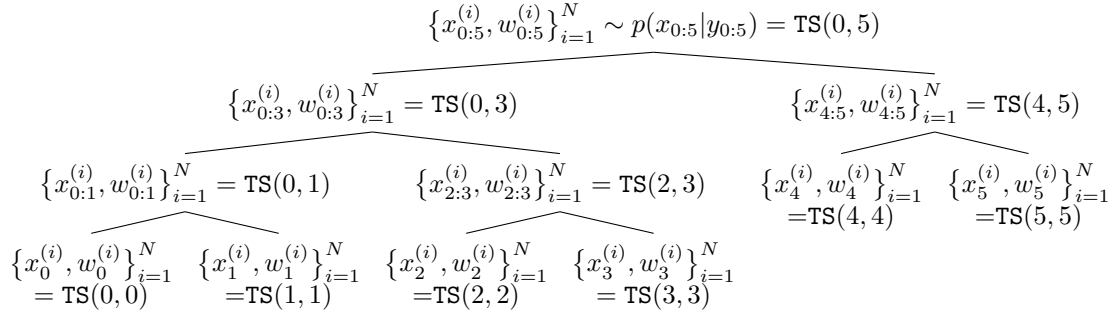 {x_{0:5}^{(i)}, w_{0:5}^{(i)}}_{i=1}^N ∼ p(x_{0:5}|y_{0:5}) = TS(0, 5)
{x_{0:3}^{(i)}, w_{0:3}^{(i)}}_{i=1}^N = TS(0, 3)
{x_{4:5}^{(i)}, w_{4:5}^{(i)}}_{i=1}^N = TS(4, 5)
{x_{0:1}^{(i)}, w_{0:1}^{(i)}}_{i=1}^N = TS(0, 1)
{x_{2:3}^{(i)}, w_{2:3}^{(i)}}_{i=1}^N = TS(2, 3)
{x_4^{(i)}, w_4^{(i)}}_{i=1}^N
=TS(4, 4)
{x_5^{(i)}, w_5^{(i)}}_{i=1}^N
=TS(5, 5)
{x_0^{(i)}, w_0^{(i)}}_{i=1}^N
= TS(0, 0)
{x_1^{(i)}, w_1^{(i)}}_{i=1}^N
=TS(1, 1)
{x_2^{(i)}, w_2^{(i)}}_{i=1}^N
=TS(2, 2)
{x_3^{(i)}, w_3^{(i)}}_{i=1}^N
= TS(3, 3)